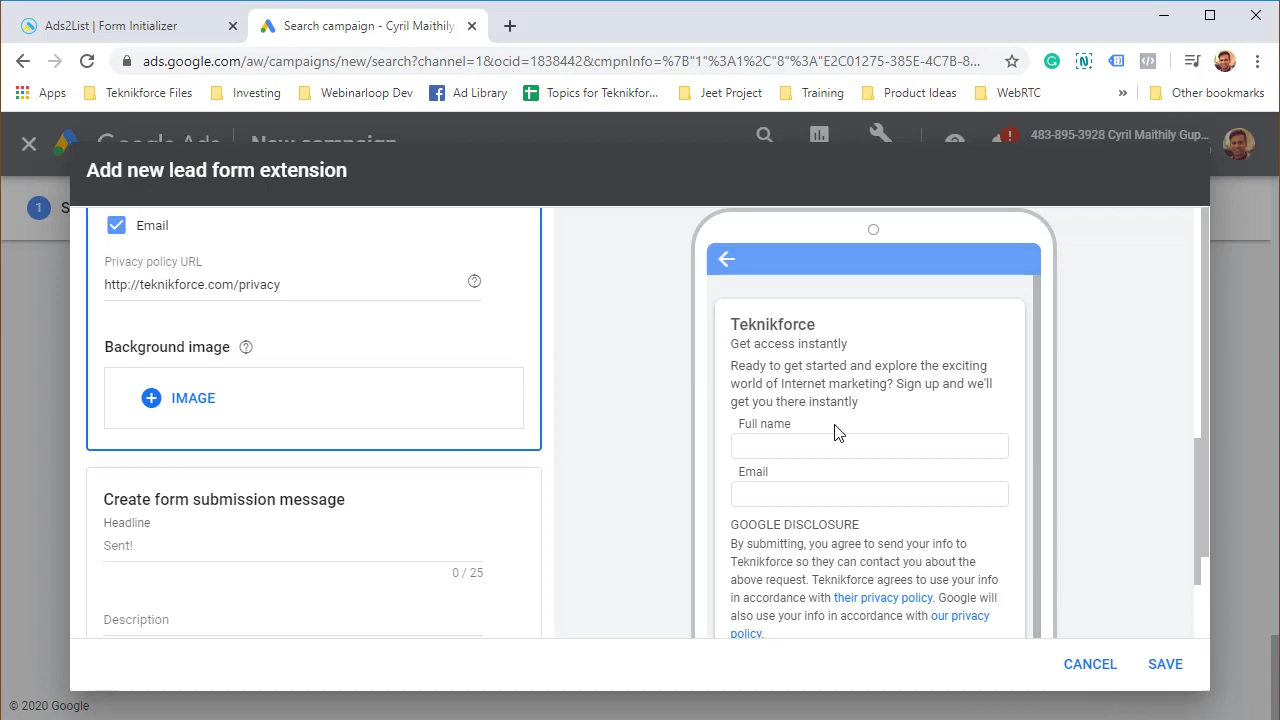 Ads2List | Form Initializer
Search campaign - Cyril Maithily
ads.google.com/aw/campaigns/new/search?channel=1&ocid=1838442&cmpnInfo=%7B"1"%3A1%2C"8"%3A"E2C01275-385E-4C7B3...
Apps
Teknikforce Files
Investing
Webinarloop Dev
Ad Library
Topics for Teknikfor...
Jeet Project
Training
Product Ideas
WebRTC
»
Other bookmarks
Google Ads
New campaign
483-895-3928 Cyril Maithily Gup...
Add new lead form extension
1
S
Email
Privacy policy URL
http://teknikforce.com/privacy
Background image
IMAGE
Create form submission message
Headline
Sent!
0 / 25
Description
Teknikforce
Get access instantly
Ready to get started and explore the exciting
world of Internet marketing? Sign up and we'll
get you there instantly
Full name
Email
GOOGLE DISCLOSURE
By submitting, you agree to send your info to
Teknikforce so they can contact you about the
above request. Teknikforce agrees to use your info
in accordance with their privacy policy. Google will
also use your info in accordance with our privacy
policy.
CANCEL
SAVE
© 2020 Google